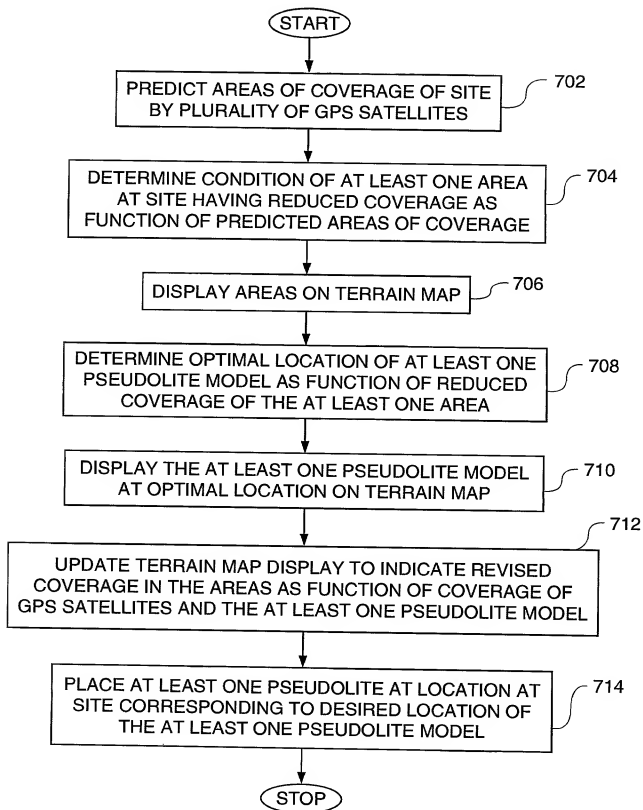 START
PREDICT AREAS OF COVERAGE OF SITE
BY PLURALITY OF GPS SATELLITES
702
DETERMINE CONDITION OF AT LEAST ONE AREA
AT SITE HAVING REDUCED COVERAGE AS
FUNCTION OF PREDICTED AREAS OF COVERAGE
704
DISPLAY AREAS ON TERRAIN MAP
706
DETERMINE OPTIMAL LOCATION OF AT LEAST ONE
PSEUDOLITE MODEL AS FUNCTION OF REDUCED
COVERAGE OF THE AT LEAST ONE AREA
708
DISPLAY THE AT LEAST ONE PSEUDOLITE MODEL
AT OPTIMAL LOCATION ON TERRAIN MAP
710
712
UPDATE TERRAIN MAP DISPLAY TO INDICATE REVISED
COVERAGE IN THE AREAS AS FUNCTION OF COVERAGE OF
GPS SATELLITES AND THE AT LEAST ONE PSEUDOLITE MODEL
PLACE AT LEAST ONE PSEUDOLITE AT LOCATION AT
SITE CORRESPONDING TO DESIRED LOCATION OF
THE AT LEAST ONE PSEUDOLITE MODEL
714
STOP